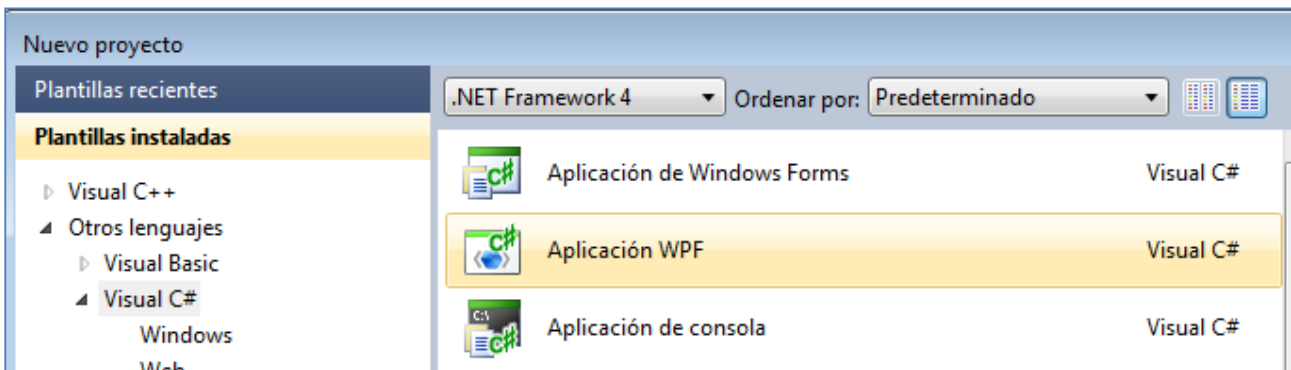 Nuevo proyecto
Plantillas recientes
Plantillas instaladas
Visual C++
Otros lenguajes
Visual Basic
Visual C#
Windows
Web
.NET Framework 4 Ordenar por: Predeterminado
Aplicación de Windows Forms Visual C#
Aplicación WPF Visual C#
Aplicación de consola Visual C#